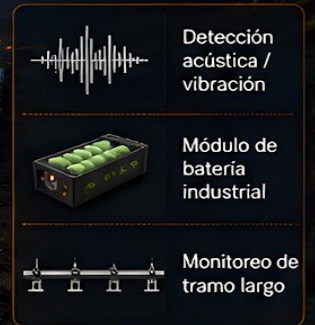 Detección
acústica /
vibración
Módulo de
batería
industrial
Monitoreo de
tramo largo